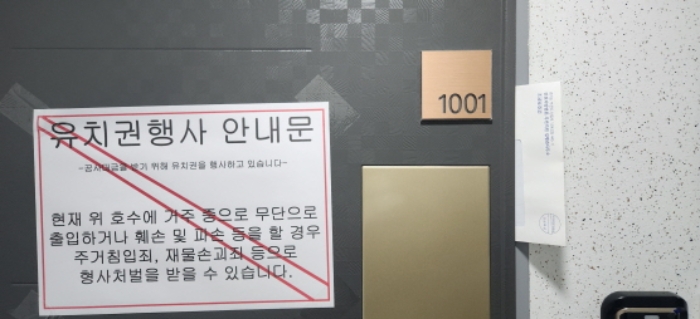 유치권행사 안내문
-공사대금을 받기 위해 유치권을 행사하고 있습니다-
현재 위 호수에 거주 중으로 무단으로
출입하거나 훼손 및 파손 등을 할 경우
주거침입죄, 재물손괴죄 등으로
형사처벌을 받을 수 있습니다.
1001